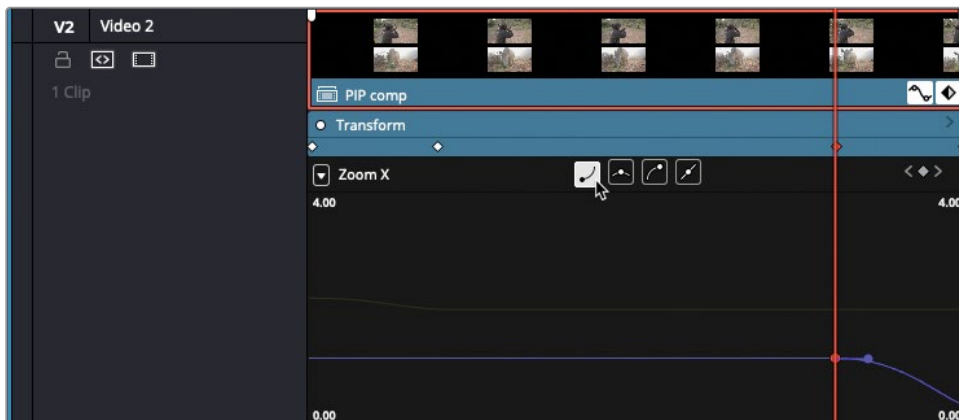 V2 Video 2
1 Clip
PIP comp
Transform
Zoom X
4.00 4.00
0.00 0.00